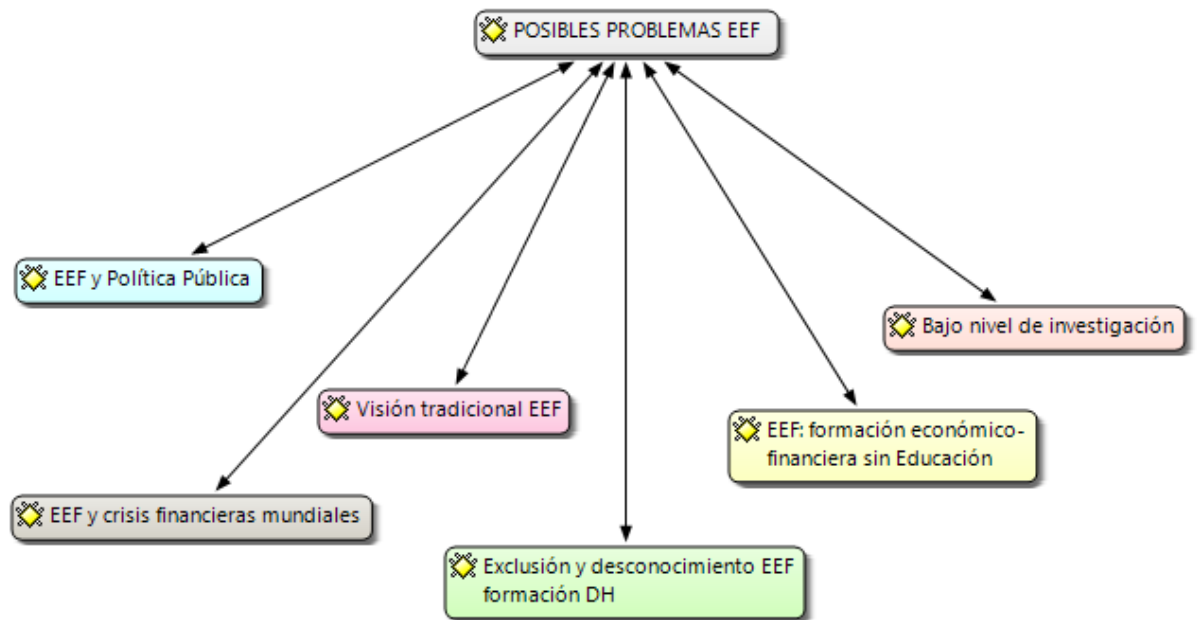 POSIBLES PROBLEMAS EEF
EEF y Política Pública
Bajo nivel de investigación
Visión tradicional EEF
EEF: formación económico-
financiera sin Educación
EEF y crisis financieras mundiales
Exclusión y desconocimiento EEF
formación DH